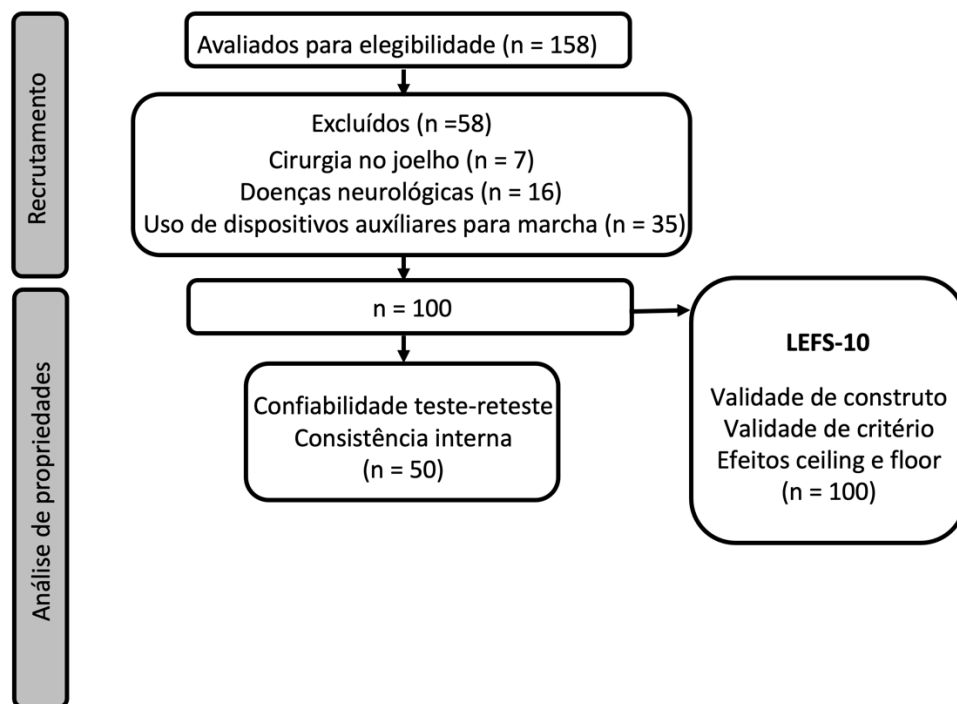 Recrutamento
Avaliados para elegibilidade (n = 158)
Excluídos (n =58)
Cirurgia no joelho (n = 7)
Doenças neurológicas (n = 16)
Uso de dispositivos auxíliares para marcha (n = 35)
Análise de propriedades
n = 100
Confiabilidade teste-reteste
Consistência interna
(n = 50)
LEFS-10
Validade de construto
Validade de critério
Efeitos ceiling e floor
(n = 100)